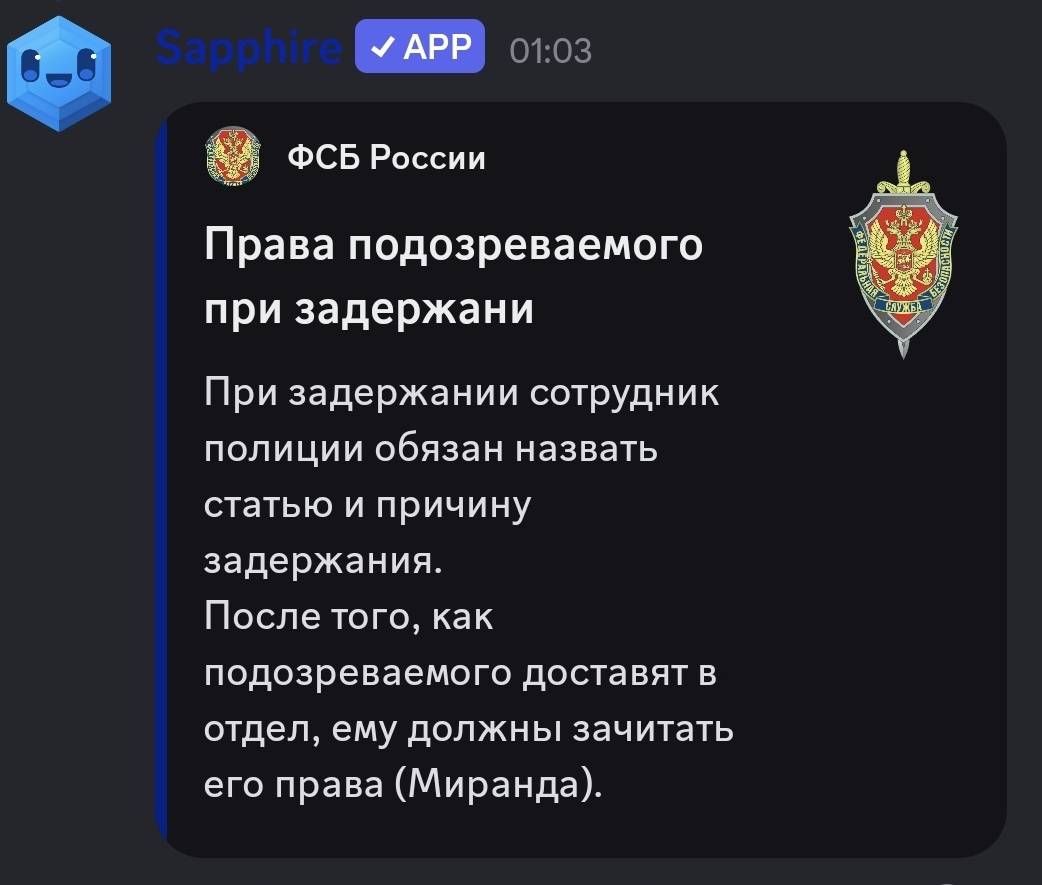 Sapphire ✓ APP 01:03
ФСБ России
Права подозреваемого
при задержани
При задержании сотрудник
полиции обязан назвать
статью и причину
задержания.
После того, как
подозреваемого доставят в
отдел, ему должны зачитать
его права (Миранда).
ФЕДЕРАЛЬНАЯ
СЛУЖБА
БЕЗОПАСНОСТИ